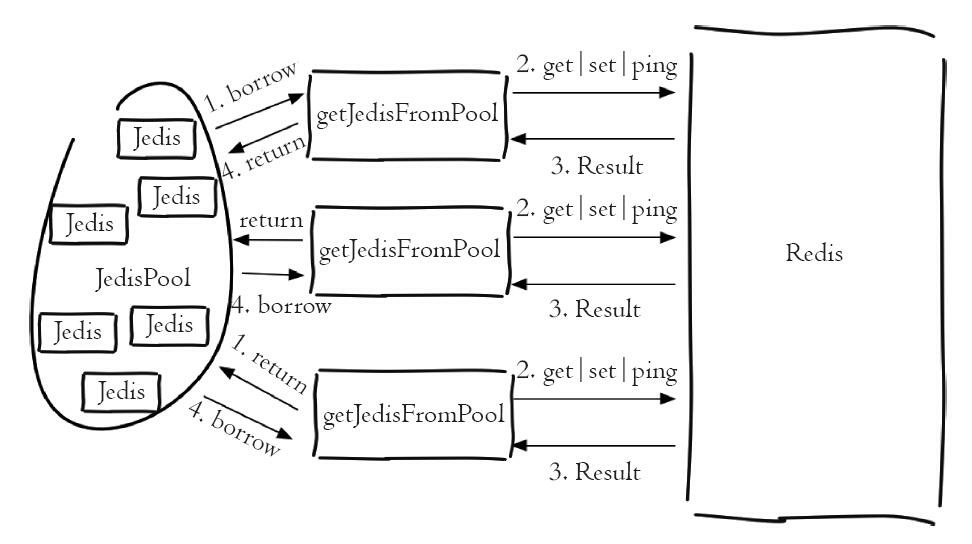 1. borrow
2. get|set|ping
getJedisFromPool
Jedis
4. return
3. Result
Jedis
Jedis
return
2. get|set|ping
getJedisFromPool
Redis
JedisPool
4. borrow
3. Result
Jedis
Jedis
1. return
2. get|set|ping
Jedis
getJedisFromPool
4. borrow
3. Result